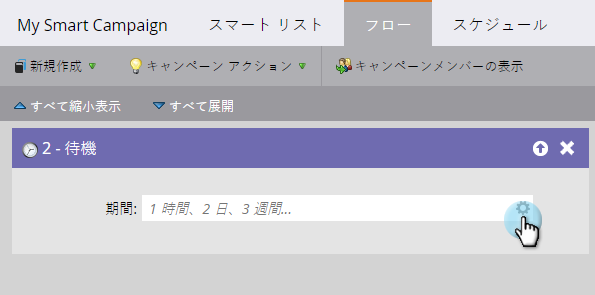 My Smart Campaign スマート リスト フロー スケジュール
新規作成 キャンペーン アクション キャンペーンメンバーの表示
すべて縮小表示 すべて展開
2 - 待機
期間: 1 時間、2 日、3 週間...